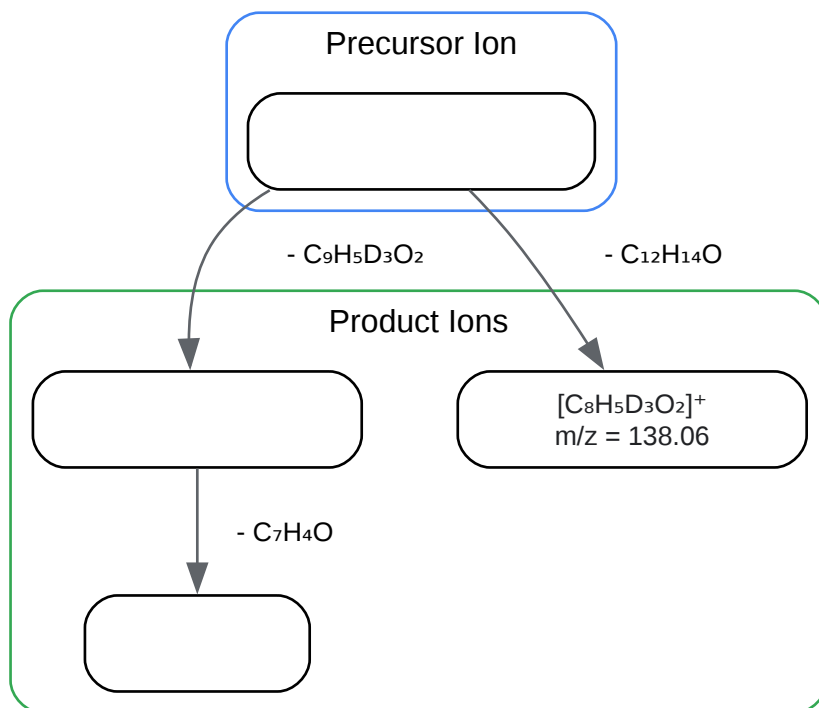 Precursor Ion
- C₉H₅D₃O₂
- C₁₂H₁₄O
Product Ions
[C₈H₅D₃O₂]⁺
m/z = 138.06
- C₇H₄O